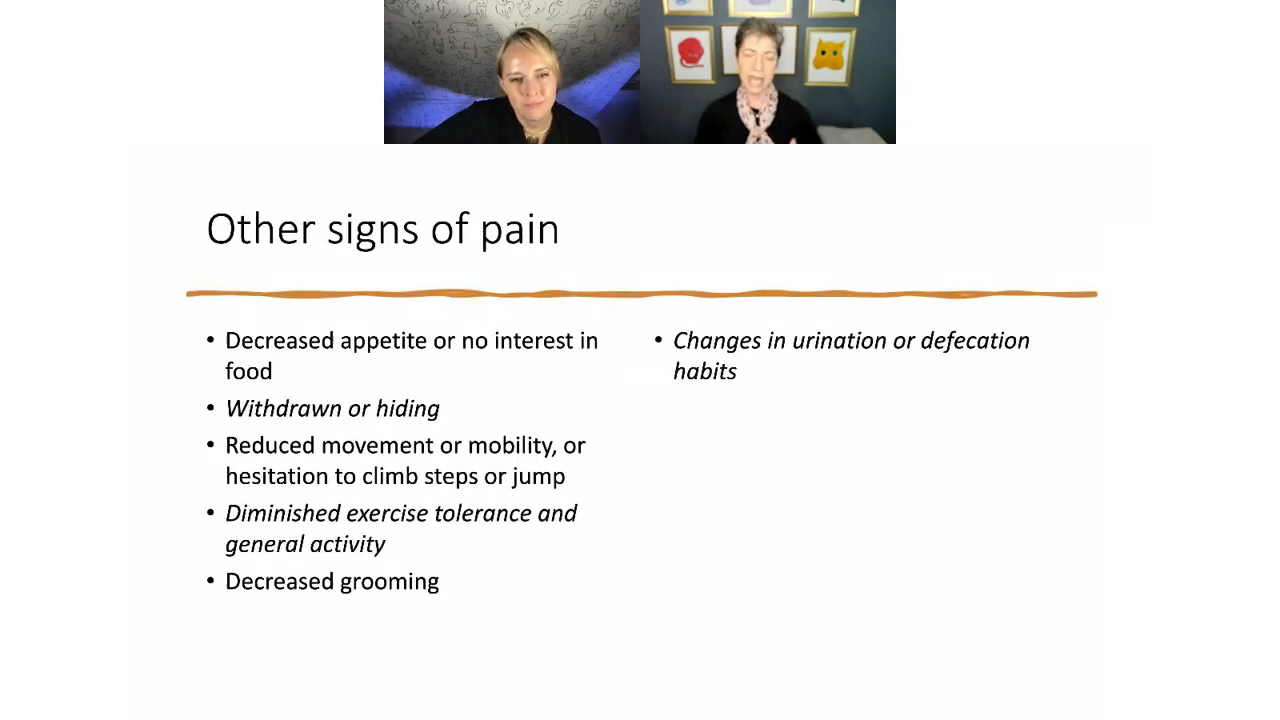 Other signs of pain
• Decreased appetite or no interest in
food
• Withdrawn or hiding
• Reduced movement or mobility, or
hesitation to climb steps or jump
• Diminished exercise tolerance and
general activity
• Decreased grooming
• Changes in urination or defecation
habits